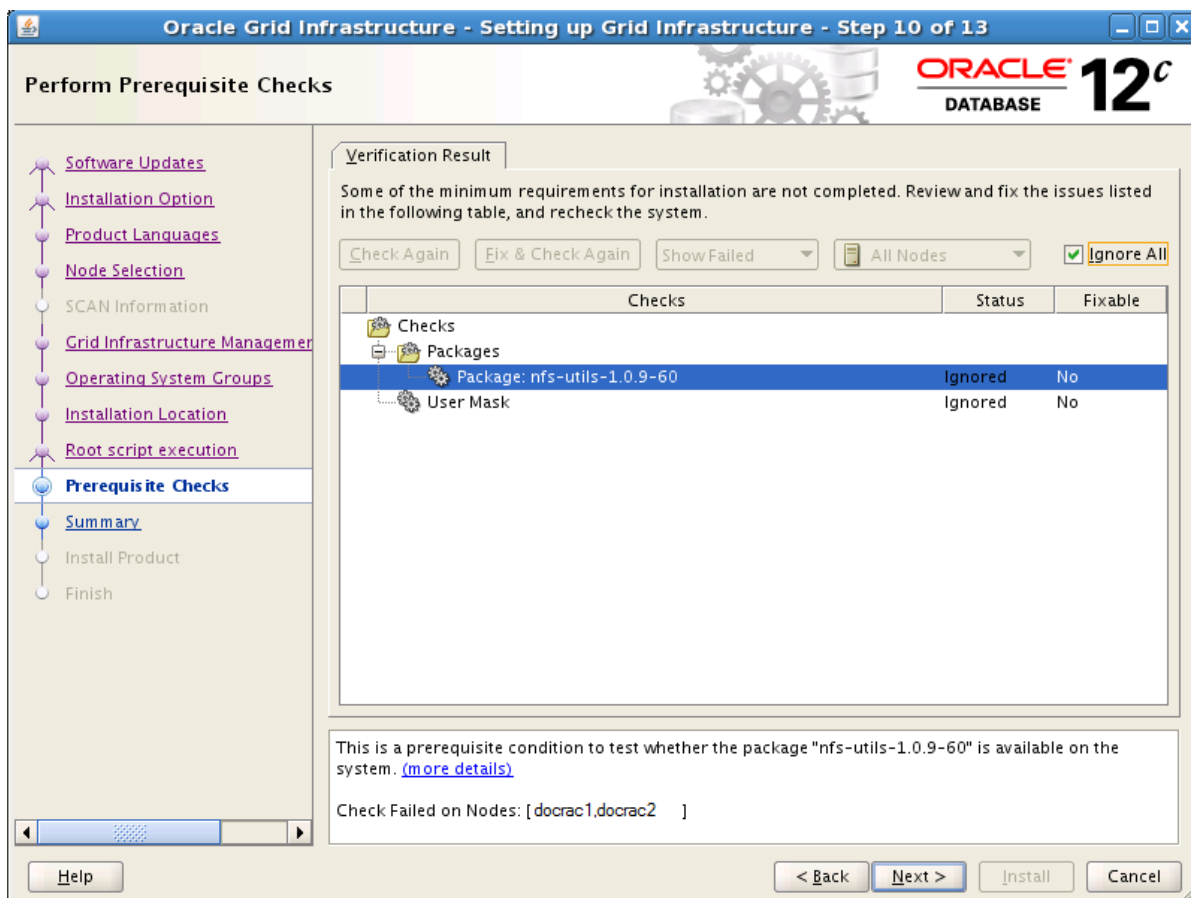 Oracle Grid Infrastructure - Setting up Grid Infrastructure - Step 10 of 13
Perform Prerequisite Checks
ORACLE
DATABASE
12c
Software Updates
Installation Option
Product Languages
Node Selection
SCAN Information
Grid Infrastructure Managemen
Operating System Groups
Installation Location
Root script execution
Prerequisite Checks
Summary
Install Product
Finish
Verification Result
Some of the minimum requirements for installation are not completed. Review and fix the issues listed
in the following table, and recheck the system.
Check Again Fix & Check Again Show Failed All Nodes Ignore All
Checks Status Fixable
Checks
Packages
Package: nfs-utils-1.0.9-60 Ignored No
User Mask Ignored No
This is a prerequisite condition to test whether the package "nfs-utils-1.0.9-60" is available on the
system. (more details)
Check Failed on Nodes: [docrac1,docrac2 ]
Help < Back Next > Install Cancel